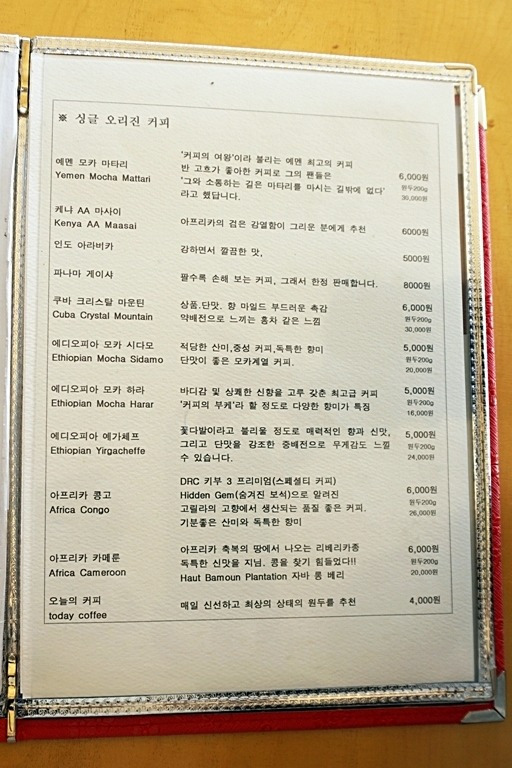 ※ 싱글 오리진 커피
예멘 모카 마타리
Yemen Mocha Mattari
'커피의 여왕'이라 불리는 예멘 최고의 커피
반 고흐가 좋아한 커피로 그의 팬들은
'그와 소통하는 길은 마타리를 마시는 길밖에 없다'
라고 했답니다.
6,000원
원두200g
30,000원
케냐 AA 마사이
Kenya AA Maasai
아프리카의 검은 감열함이 그리운 분에게 추천
6000원
인도 아라비카
강하면서 깔끔한 맛,
5000원
파나마 게이샤
팔수록 손해 보는 커피, 그래서 한정 판매합니다.
8000원
쿠바 크리스탈 마운틴
Cuba Crystal Mountain
상품.단맛. 향 마일드 부드러운 촉감
약배전으로 느끼는 홍차 같은 느낌
6,000원
원두200g
30,000원
에디오피아 모카 시다모
Ethiopian Mocha Sidamo
적당한 산미,중성 커피,독특한 향미
단맛이 좋은 모카계열 커피.
5,000원
원두200g
20,000원
에디오피아 모카 하라
Ethiopian Mocha Harar
바디감 및 상쾌한 신향을 고루 갖춘 최고급 커피
'커피의 부케'라 할 정도로 다양한 향미가 특징
5,000원
원두200g
16,000원
에디오피아 예가체프
Ethiopian Yirgacheffe
꽃다발이라고 불리울 정도로 매력적인 향과 신맛,
그리고 단맛을 강조한 중배전으로 무게감도 느낄
수 있습니다.
5,000원
원두200g
24,000원
아프리카 콩고
Africa Congo
DRC 키부 3 프리미엄(스페셜티 커피)
Hidden Gem(숨겨진 보석)으로 알려진
고릴라의 고향에서 생산되는 품질 좋은 커피.
기분좋은 산미와 독특한 향미
6,000원
원두200g
26,000원
아프리카 카메룬
Africa Cameroon
아프리카 축복의 땅에서 나오는 리베리카종
독특한 신맛을 지님. 콩을 찾기 힘들었다!!
Haut Bamoun Plantation 자바 롱 베리
6,000원
원두200g
20,000원
오늘의 커피
today coffee
매일 신선하고 최상의 상태의 원두를 추천
4,000원